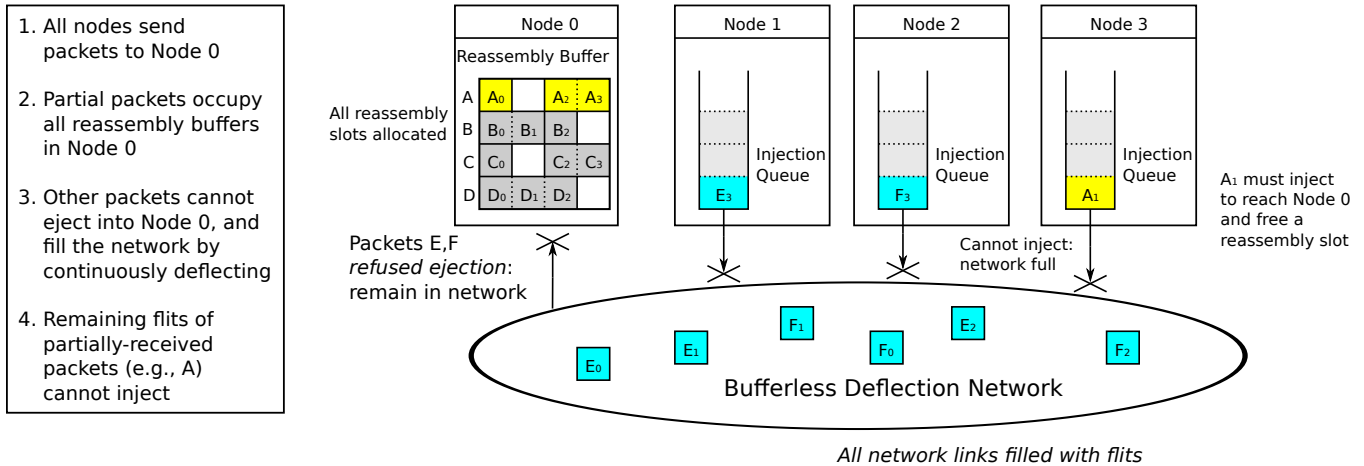 1. All nodes send
packets to Node 0
2. Partial packets occupy
all reassembly buffers
in Node 0
3. Other packets cannot
eject into Node 0, and
fill the network by
continuously deflecting
4. Remaining flits of
partially-received
packets (e.g., A)
cannot inject
All reassembly
slots allocated
Node 0
Reassembly Buffer
A A₀ A₂ A₃
B B₀ B₁ B₂
C C₀ C₂ C₃
D D₀ D₁ D₂
Packets E,F
refused ejection:
remain in network
Node 1
Injection
Queue
E₃
Node 2
Injection
Queue
F₃
Cannot inject:
network full
Node 3
Injection
Queue
A₁
A₁ must inject
to reach Node 0
and free a
reassembly slot
E₀ E₁ F₁ F₀ E₂ F₂
Bufferless Deflection Network
All network links filled with flits